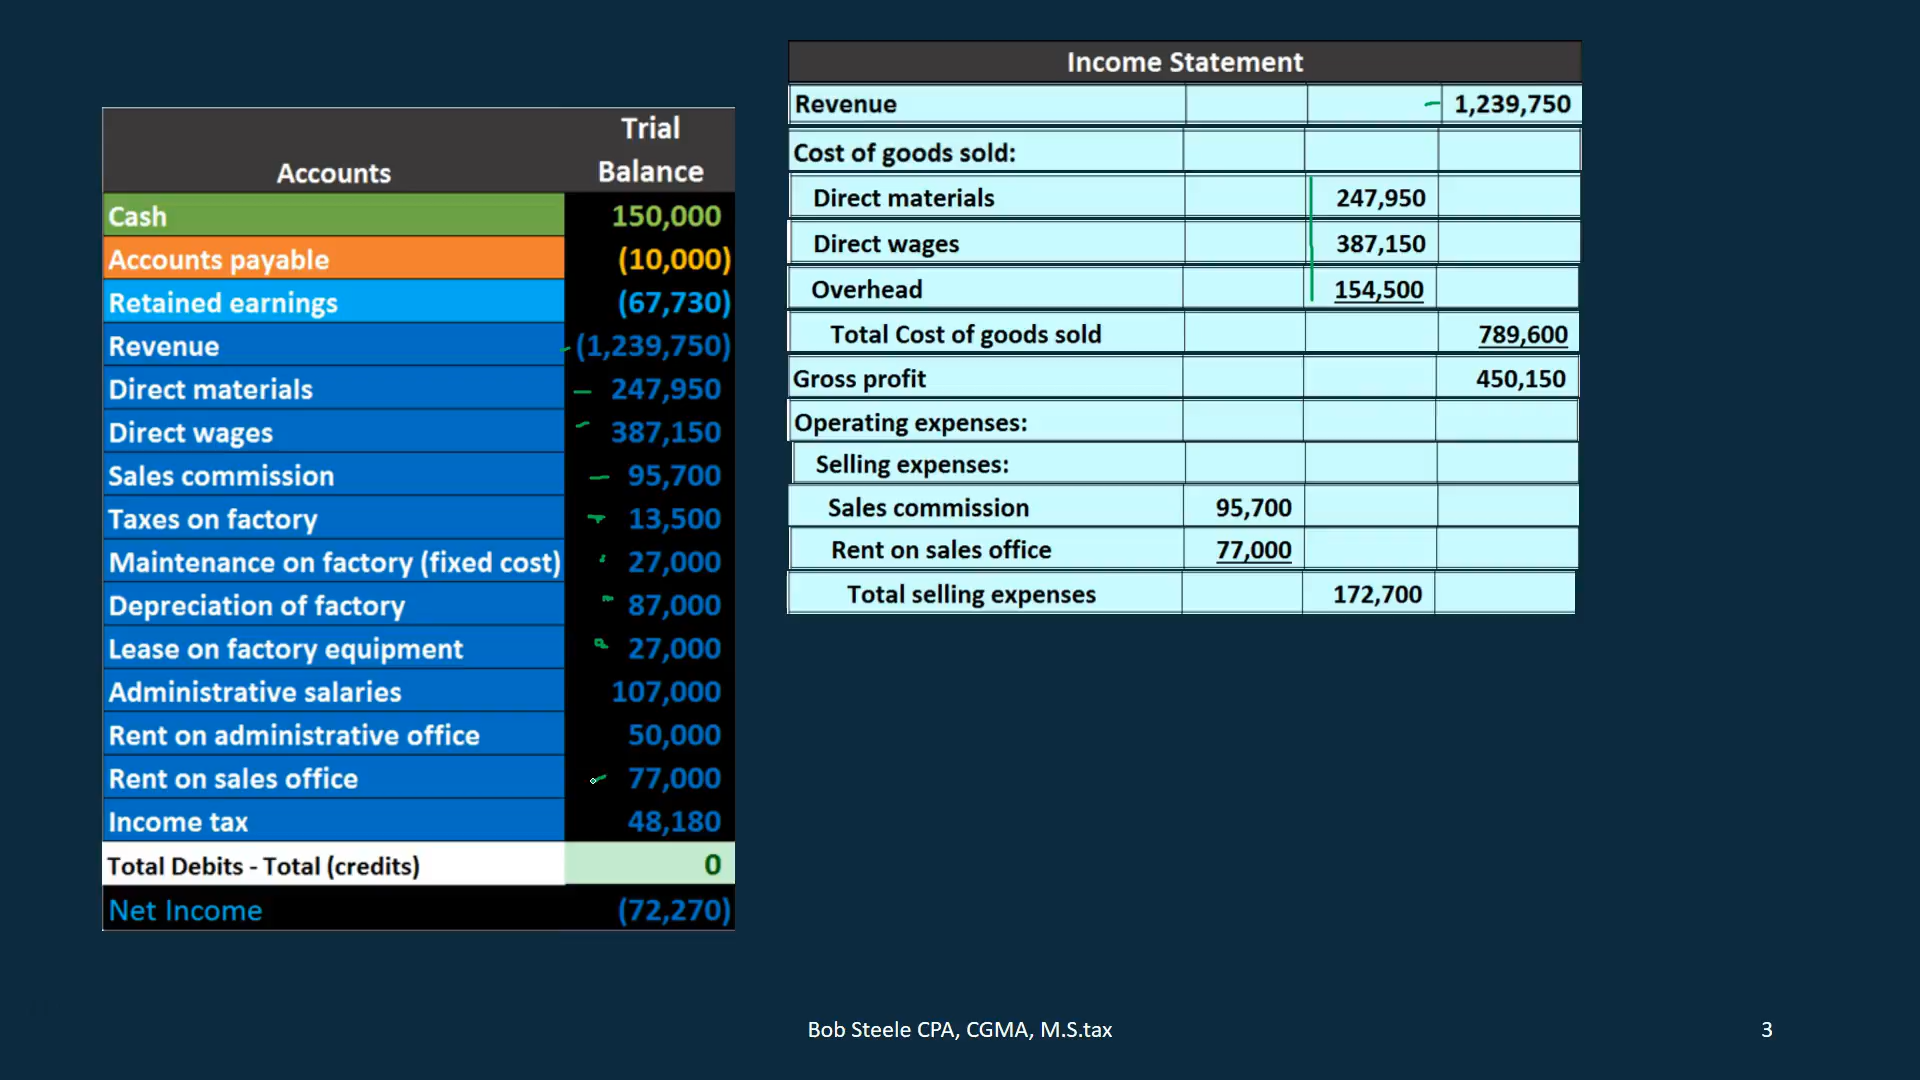 Accounts Trial Balance
Cash 150,000
Accounts payable (10,000)
Retained earnings (67,730)
Revenue (1,239,750)
Direct materials 247,950
Direct wages 387,150
Sales commission 95,700
Taxes on factory 13,500
Maintenance on factory (fixed cost) 27,000
Depreciation of factory 87,000
Lease on factory equipment 27,000
Administrative salaries 107,000
Rent on administrative office 50,000
Rent on sales office 77,000
Income tax 48,180
Total Debits - Total (credits) 0
Net Income (72,270)
Income Statement
Revenue 1,239,750
Cost of goods sold:
Direct materials 247,950
Direct wages 387,150
Overhead 154,500
Total Cost of goods sold 789,600
Gross profit 450,150
Operating expenses:
Selling expenses:
Sales commission 95,700
Rent on sales office 77,000
Total selling expenses 172,700
Bob Steele CPA, CGMA, M.S.tax
3